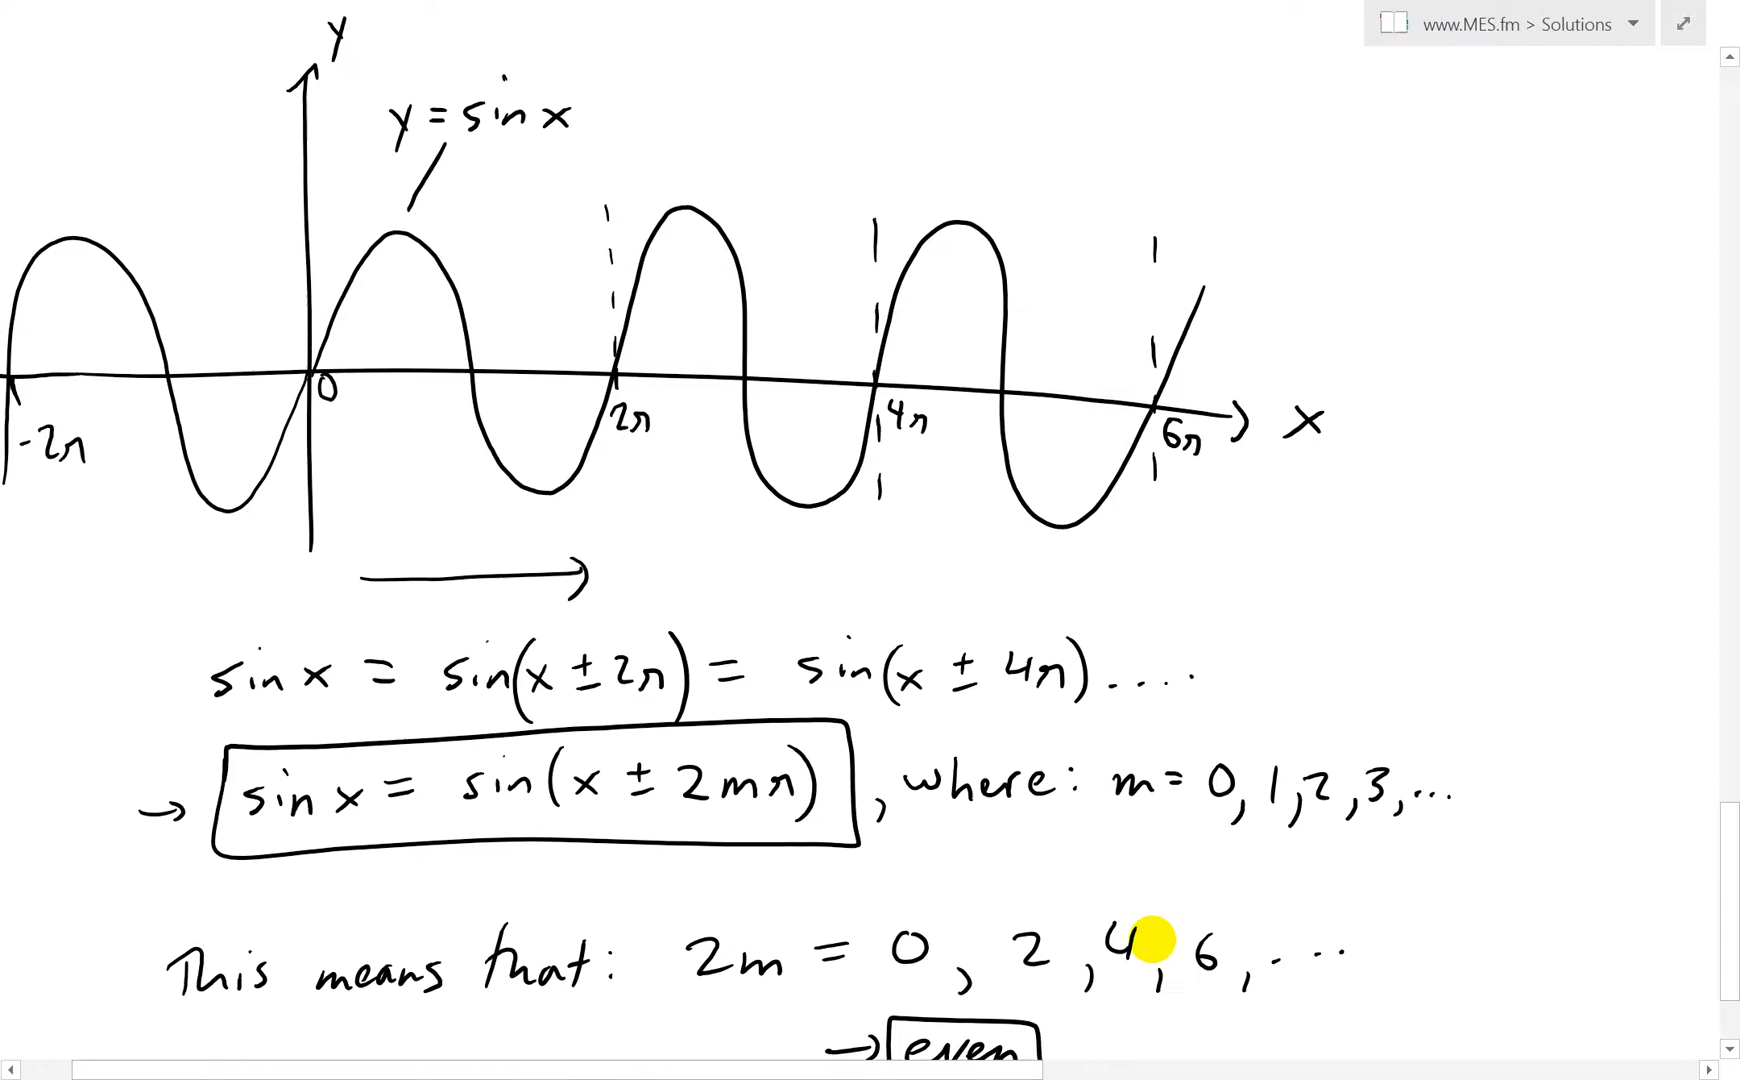 www.MES.fm > Solutions
y
y = sin x
0
-2π
2π
4π
6π
x
sin x = sin(x ± 2π) = sin(x ± 4π) ....
→ sin x = sin(x ± 2mπ), where: m = 0, 1, 2, 3, ...
This means that: 2m = 0, 2, 4, 6, ....
→ even